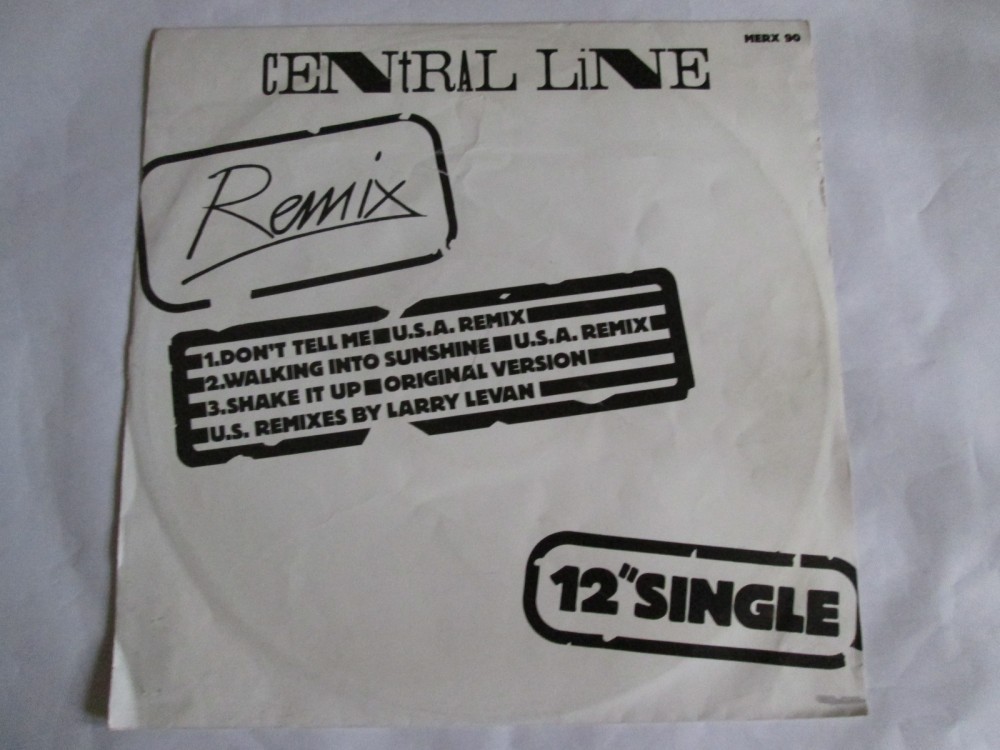 MERX 90
CENtRAL LiNE
Remix
1.DON'T TELL ME ■ U.S.A. REMIX
2.WALKING INTO SUNSHINE ■ U.S.A. REMIX
3.SHAKE IT UP ■ ORIGINAL VERSION
U.S. REMIXES BY LARRY LEVAN
12" SINGLE